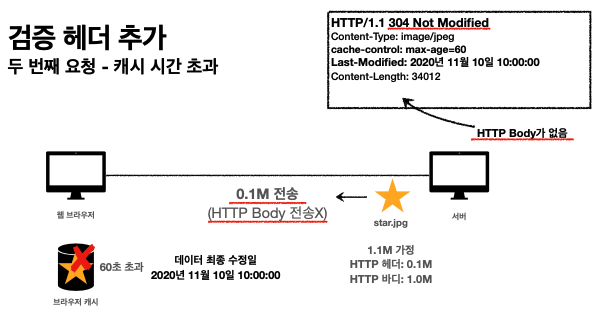 검증 헤더 추가
두 번째 요청 - 캐시 시간 초과
HTTP/1.1 304 Not Modified
Content-Type: image/jpeg
cache-control: max-age=60
Last-Modified: 2020년 11월 10일 10:00:00
Content-Length: 34012
HTTP Body가 없음
0.1M 전송
(HTTP Body 전송X)
star.jpg
웹 브라우저
서버
60초 초과
데이터 최종 수정일
2020년 11월 10일 10:00:00
1.1M 가정
HTTP 헤더: 0.1M
HTTP 바디: 1.0M
브라우저 캐시